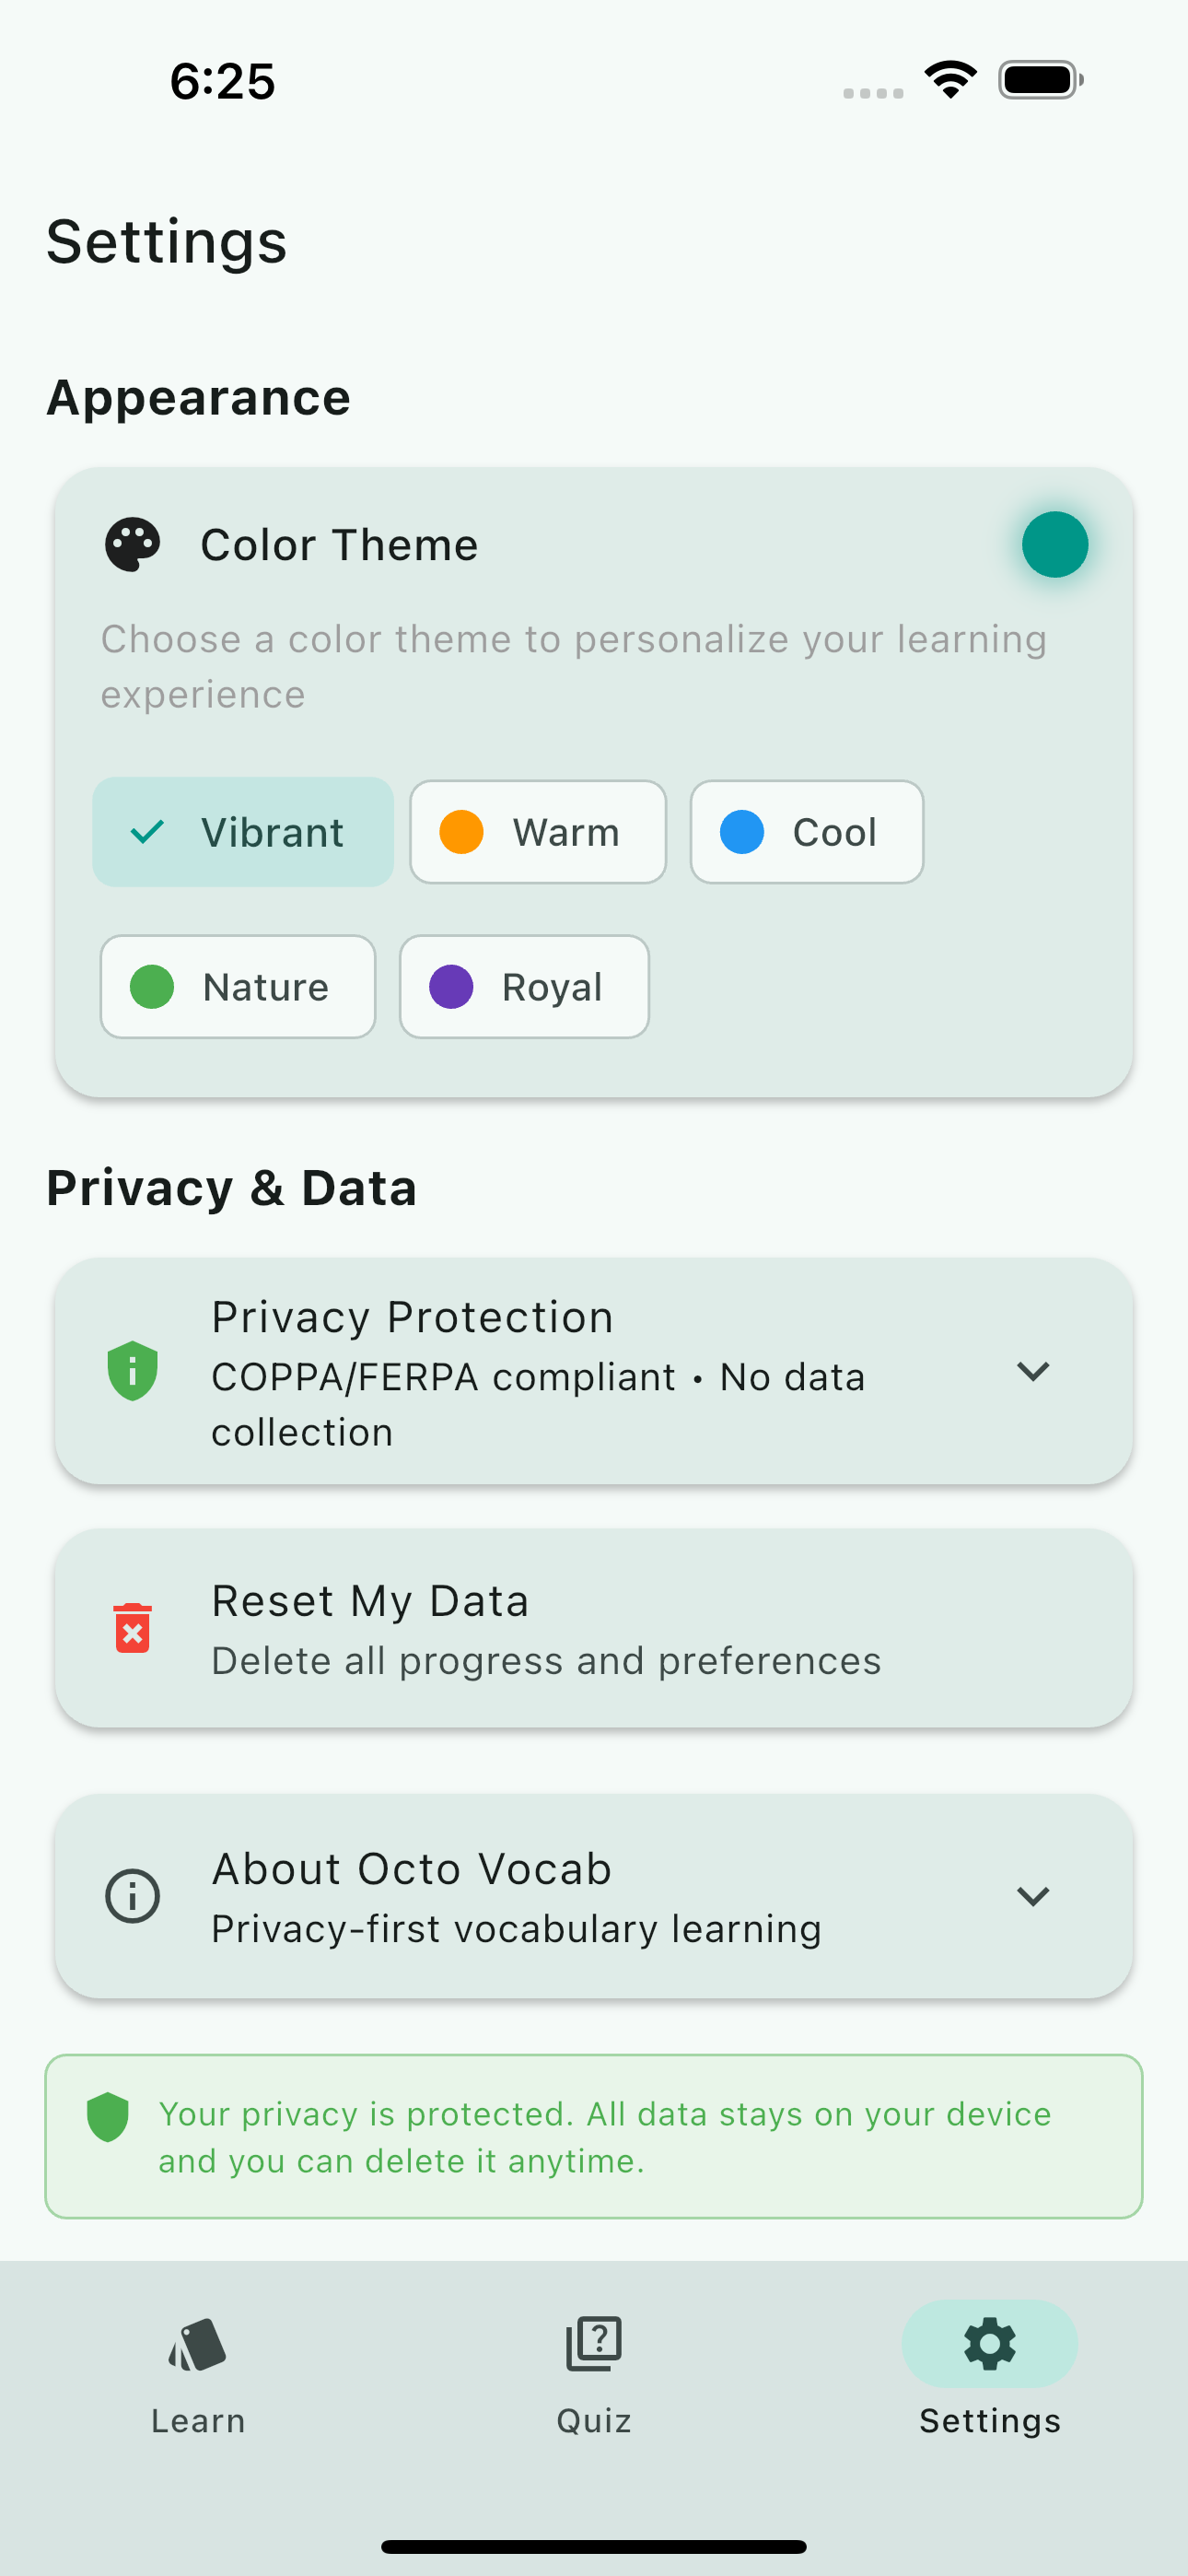 6:25
Settings
Appearance
Color Theme
Choose a color theme to personalize your learning
experience
Vibrant
Warm
Cool
Nature
Royal
Privacy & Data
Privacy Protection
COPPA/FERPA compliant • No data
collection
Reset My Data
Delete all progress and preferences
About Octo Vocab
Privacy-first vocabulary learning
Your privacy is protected. All data stays on your device
and you can delete it anytime.
Learn
Quiz
Settings